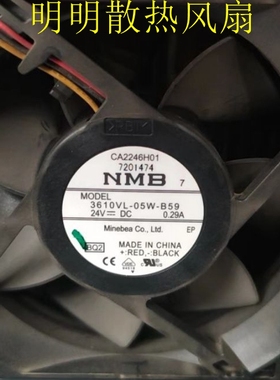 明明散热风扇
CA2246H01
7201474
NMB 7
MODEL
3610VL-05W-B59
24V⎓DC 0.29A
Minebea Co., Ltd. EP
BQ2
MADE IN CHINA
+:RED,-:BLACK